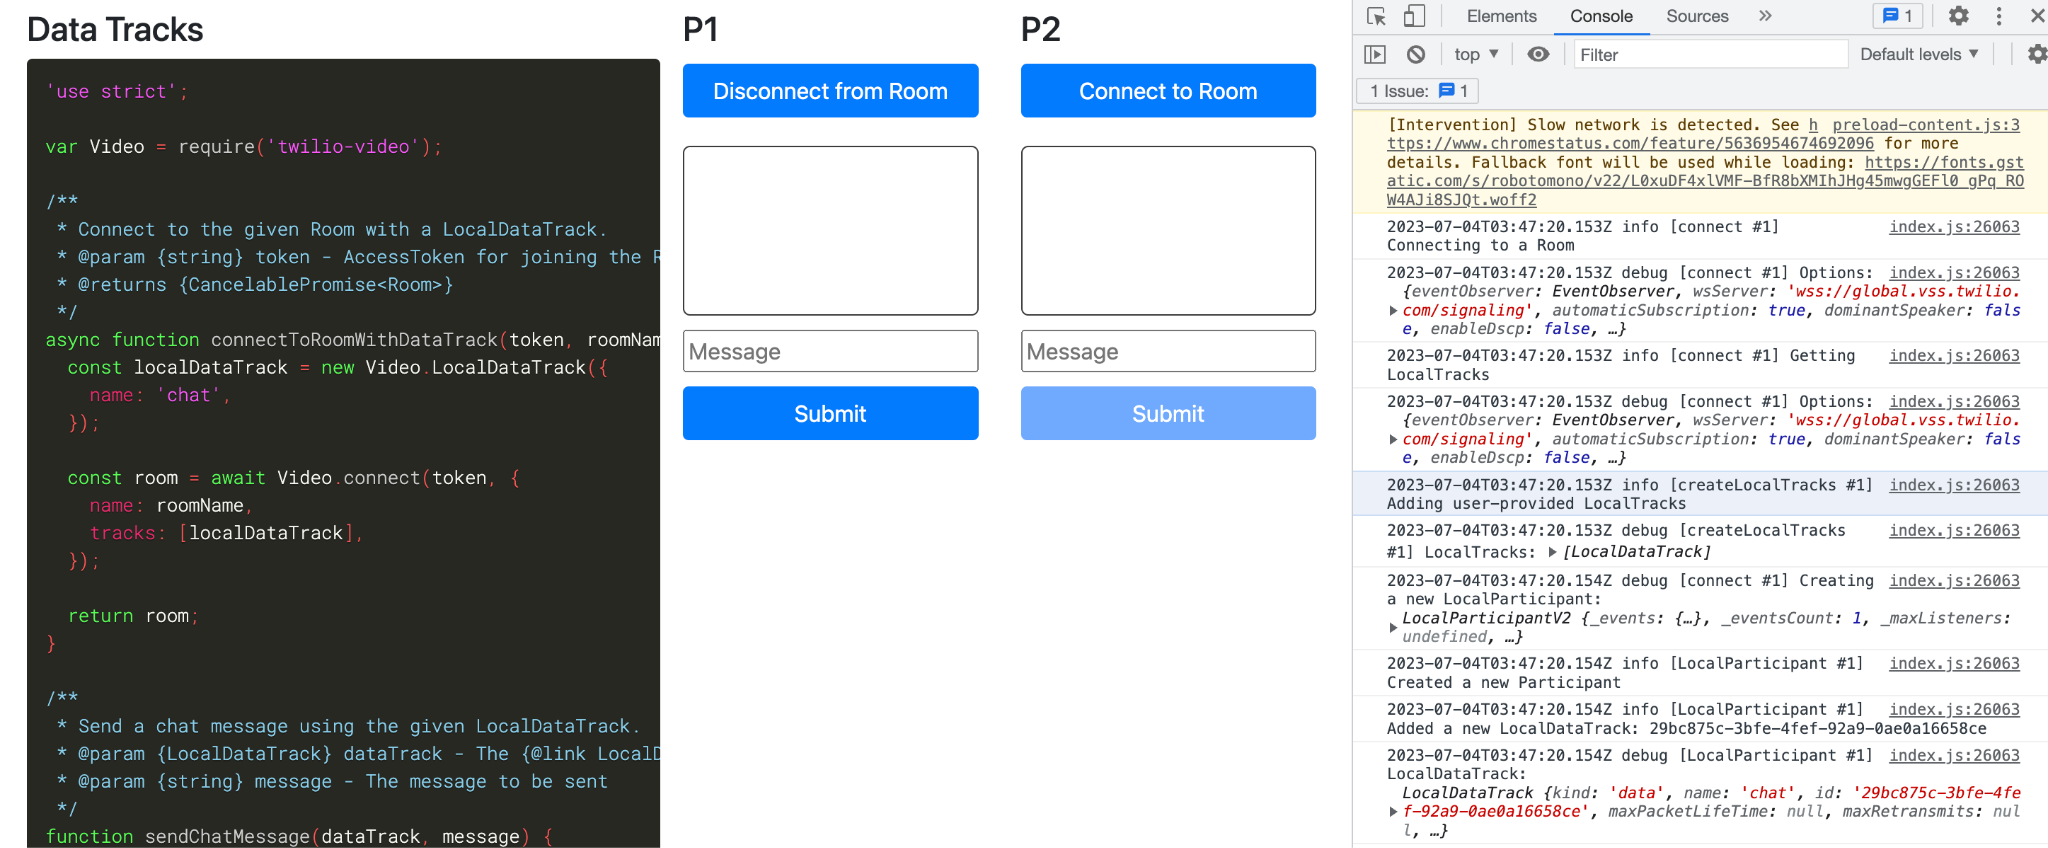 Data Tracks
'use strict';
var Video = require('twilio-video');
/**
* Connect to the given Room with a LocalDataTrack.
* @param {string} token - AccessToken for joining the R
* @returns {CancelablePromise<Room>}
*/
async function connectToRoomWithDataTrack(token, roomNam
const localDataTrack = new Video.LocalDataTrack({
name: 'chat',
});
const room = await Video.connect(token, {
name: roomName,
tracks: [localDataTrack],
});
return room;
}
/**
* Send a chat message using the given LocalDataTrack.
* @param {LocalDataTrack} dataTrack - The {@link LocalD
* @param {string} message - The message to be sent
*/
function sendChatMessage(dataTrack, message) {
P1
Disconnect from Room
Message
Submit
P2
Connect to Room
Message
Submit
Elements Console Sources » 1
top ▼ Filter Default levels ▼
1 Issue: 1
[Intervention] Slow network is detected. See h preload-content.js:3
ttps://www.chromestatus.com/feature/5636954674692096 for more
details. Fallback font will be used while loading: https://fonts.gst
atic.com/s/robotomono/v22/L0xuDF4xlVMF-BfR8bXMIhJHg45mwgGEFl0_gPq_RO
W4AJi8SJQt.woff2
2023-07-04T03:47:20.153Z info [connect #1] index.js:26063
Connecting to a Room
2023-07-04T03:47:20.153Z debug [connect #1] Options: index.js:26063
{eventObserver: EventObserver, wsServer: 'wss://global.vss.twilio.
com/signaling', automaticSubscription: true, dominantSpeaker: fals
e, enableDscp: false, …}
2023-07-04T03:47:20.153Z info [connect #1] Getting index.js:26063
LocalTracks
2023-07-04T03:47:20.153Z debug [connect #1] Options: index.js:26063
{eventObserver: EventObserver, wsServer: 'wss://global.vss.twilio.
com/signaling', automaticSubscription: true, dominantSpeaker: fals
e, enableDscp: false, …}
2023-07-04T03:47:20.153Z info [createLocalTracks #1] index.js:26063
Adding user-provided LocalTracks
2023-07-04T03:47:20.153Z debug [createLocalTracks index.js:26063
#1] LocalTracks: ▶ [LocalDataTrack]
2023-07-04T03:47:20.154Z debug [connect #1] Creating index.js:26063
a new LocalParticipant:
LocalParticipantV2 {_events: {…}, _eventsCount: 1, _maxListeners:
undefined, …}
2023-07-04T03:47:20.154Z info [LocalParticipant #1] index.js:26063
Created a new Participant
2023-07-04T03:47:20.154Z info [LocalParticipant #1] index.js:26063
Added a new LocalDataTrack: 29bc875c-3bfe-4fef-92a9-0ae0a16658ce
2023-07-04T03:47:20.154Z debug [LocalParticipant #1] index.js:26063
LocalDataTrack:
LocalDataTrack {kind: 'data', name: 'chat', id: '29bc875c-3bfe-4fe
f-92a9-0ae0a16658ce', maxPacketLifeTime: null, maxRetransmits: nul
l, …}